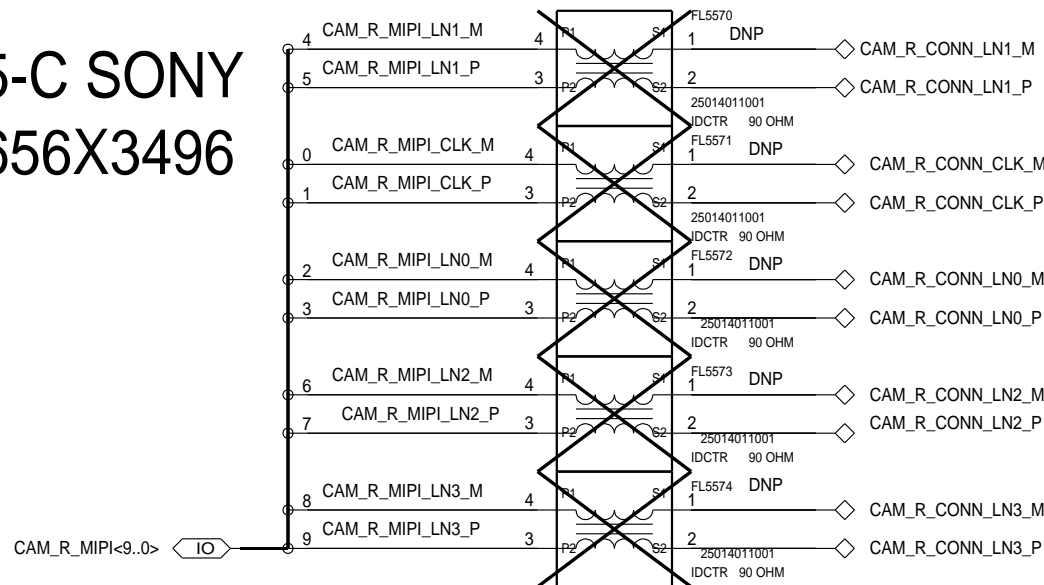 5-C SONY
656X3496
4 CAM_R_MIPI_LN1_M 4 P1 S1 1 FL5570 DNP CAM_R_CONN_LN1_M
5 CAM_R_MIPI_LN1_P 3 P2 S2 2 CAM_R_CONN_LN1_P
25014011001
IDCTR 90 OHM
0 CAM_R_MIPI_CLK_M 4 P1 S1 1 FL5571 DNP CAM_R_CONN_CLK_M
1 CAM_R_MIPI_CLK_P 3 P2 S2 2 CAM_R_CONN_CLK_P
25014011001
IDCTR 90 OHM
2 CAM_R_MIPI_LN0_M 4 P1 S1 1 FL5572 DNP CAM_R_CONN_LN0_M
3 CAM_R_MIPI_LN0_P 3 P2 S2 2 CAM_R_CONN_LN0_P
25014011001
IDCTR 90 OHM
6 CAM_R_MIPI_LN2_M 4 P1 S1 1 FL5573 DNP CAM_R_CONN_LN2_M
7 CAM_R_MIPI_LN2_P 3 P2 S2 2 CAM_R_CONN_LN2_P
25014011001
IDCTR 90 OHM
8 CAM_R_MIPI_LN3_M 4 P1 S1 1 FL5574 DNP CAM_R_CONN_LN3_M
CAM_R_MIPI<9..0> IO 9 CAM_R_MIPI_LN3_P 3 P2 S2 2 CAM_R_CONN_LN3_P
25014011001
IDCTR 90 OHM